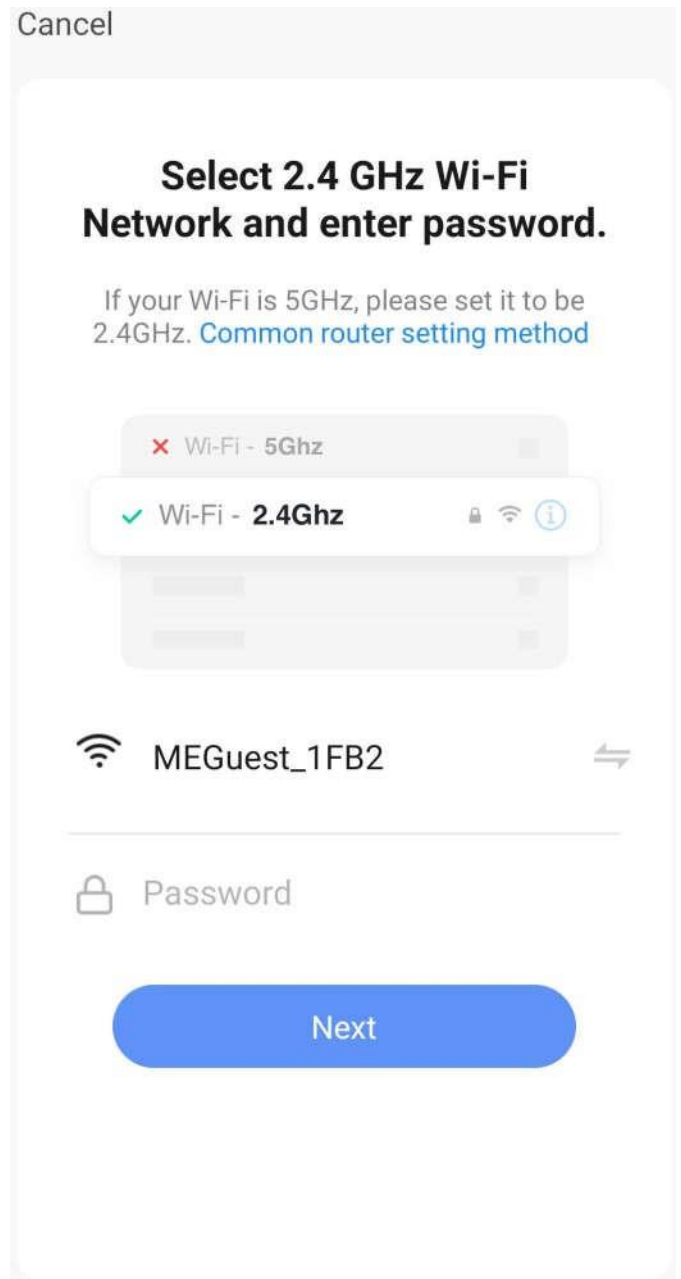 Cancel
Select 2.4 GHz Wi-Fi
Network and enter password.
If your Wi-Fi is 5GHz, please set it to be
2.4GHz. Common router setting method
Wi-Fi - 5Ghz
Wi-Fi - 2.4Ghz
MEGuest_1FB2
Password
Next